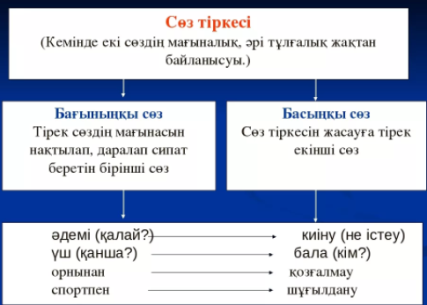 Сөз тіркесі
(Кемінде екі сөздің мағыналық, әрі тұлғалық жақтан
байланысуы.)
Бағыныңқы сөз
Тірек сөздің мағынасын
нақтылап, даралап сипат
беретін бірінші сөз
Басыңқы сөз
Сөз тіркесін жасауға тірек
екінші сөз
әдемі (қалай?) киіну (не істеу)
үш (қанша?) бала (кім?)
орнынан қозғалмау
спортпен шұғылдану